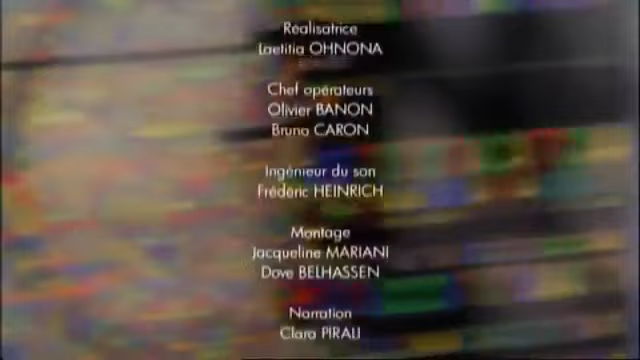 Réalisatrice
Laetitia OHNONA
Chef opérateurs
Olivier BANON
Bruno CARON
Ingénieur du son
Frédéric HEINRICH
Montage
Jacqueline MARIANI
Dove BELHASSEN
Narration
Clara PIRALI